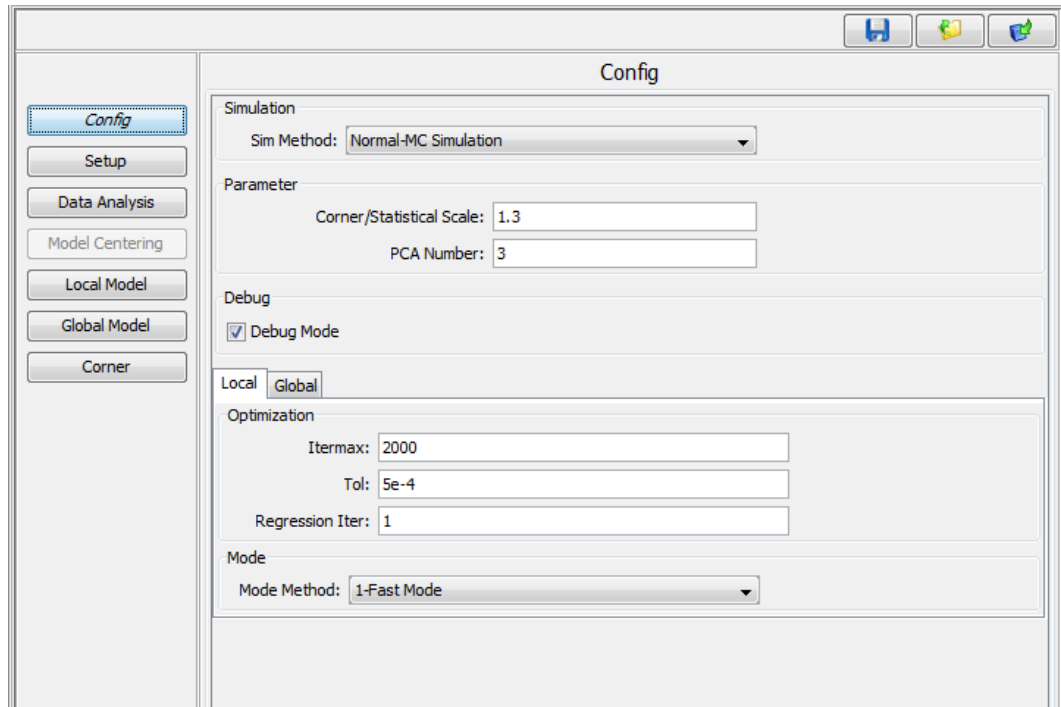 Config
Config
Setup
Data Analysis
Model Centering
Local Model
Global Model
Corner
Simulation
Sim Method: Normal-MC Simulation
Parameter
Corner/Statistical Scale: 1.3
PCA Number: 3
Debug
Debug Mode
Local Global
Optimization
Itermax: 2000
Tol: 5e-4
Regression Iter: 1
Mode
Mode Method: 1-Fast Mode